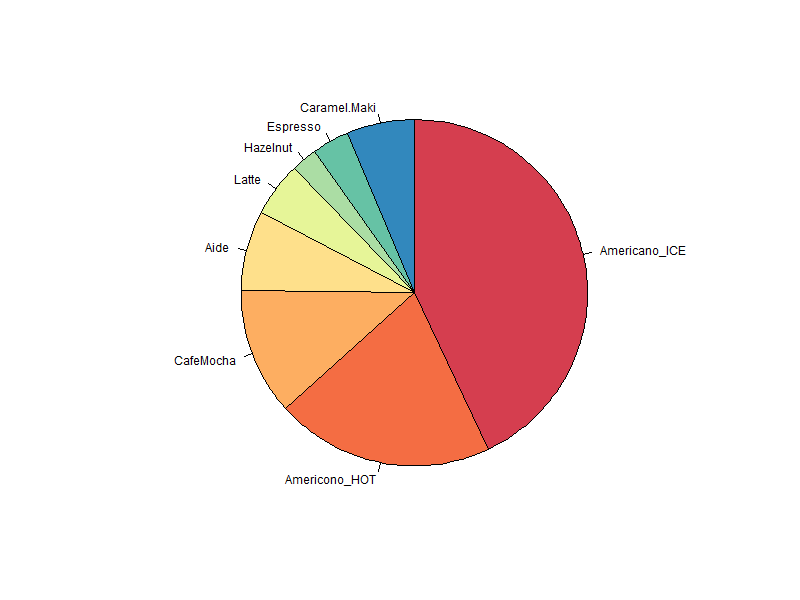 Caramel.Maki
Espresso
Hazelnut
Latte
Aide
Americano_ICE
CafeMocha
Americono_HOT